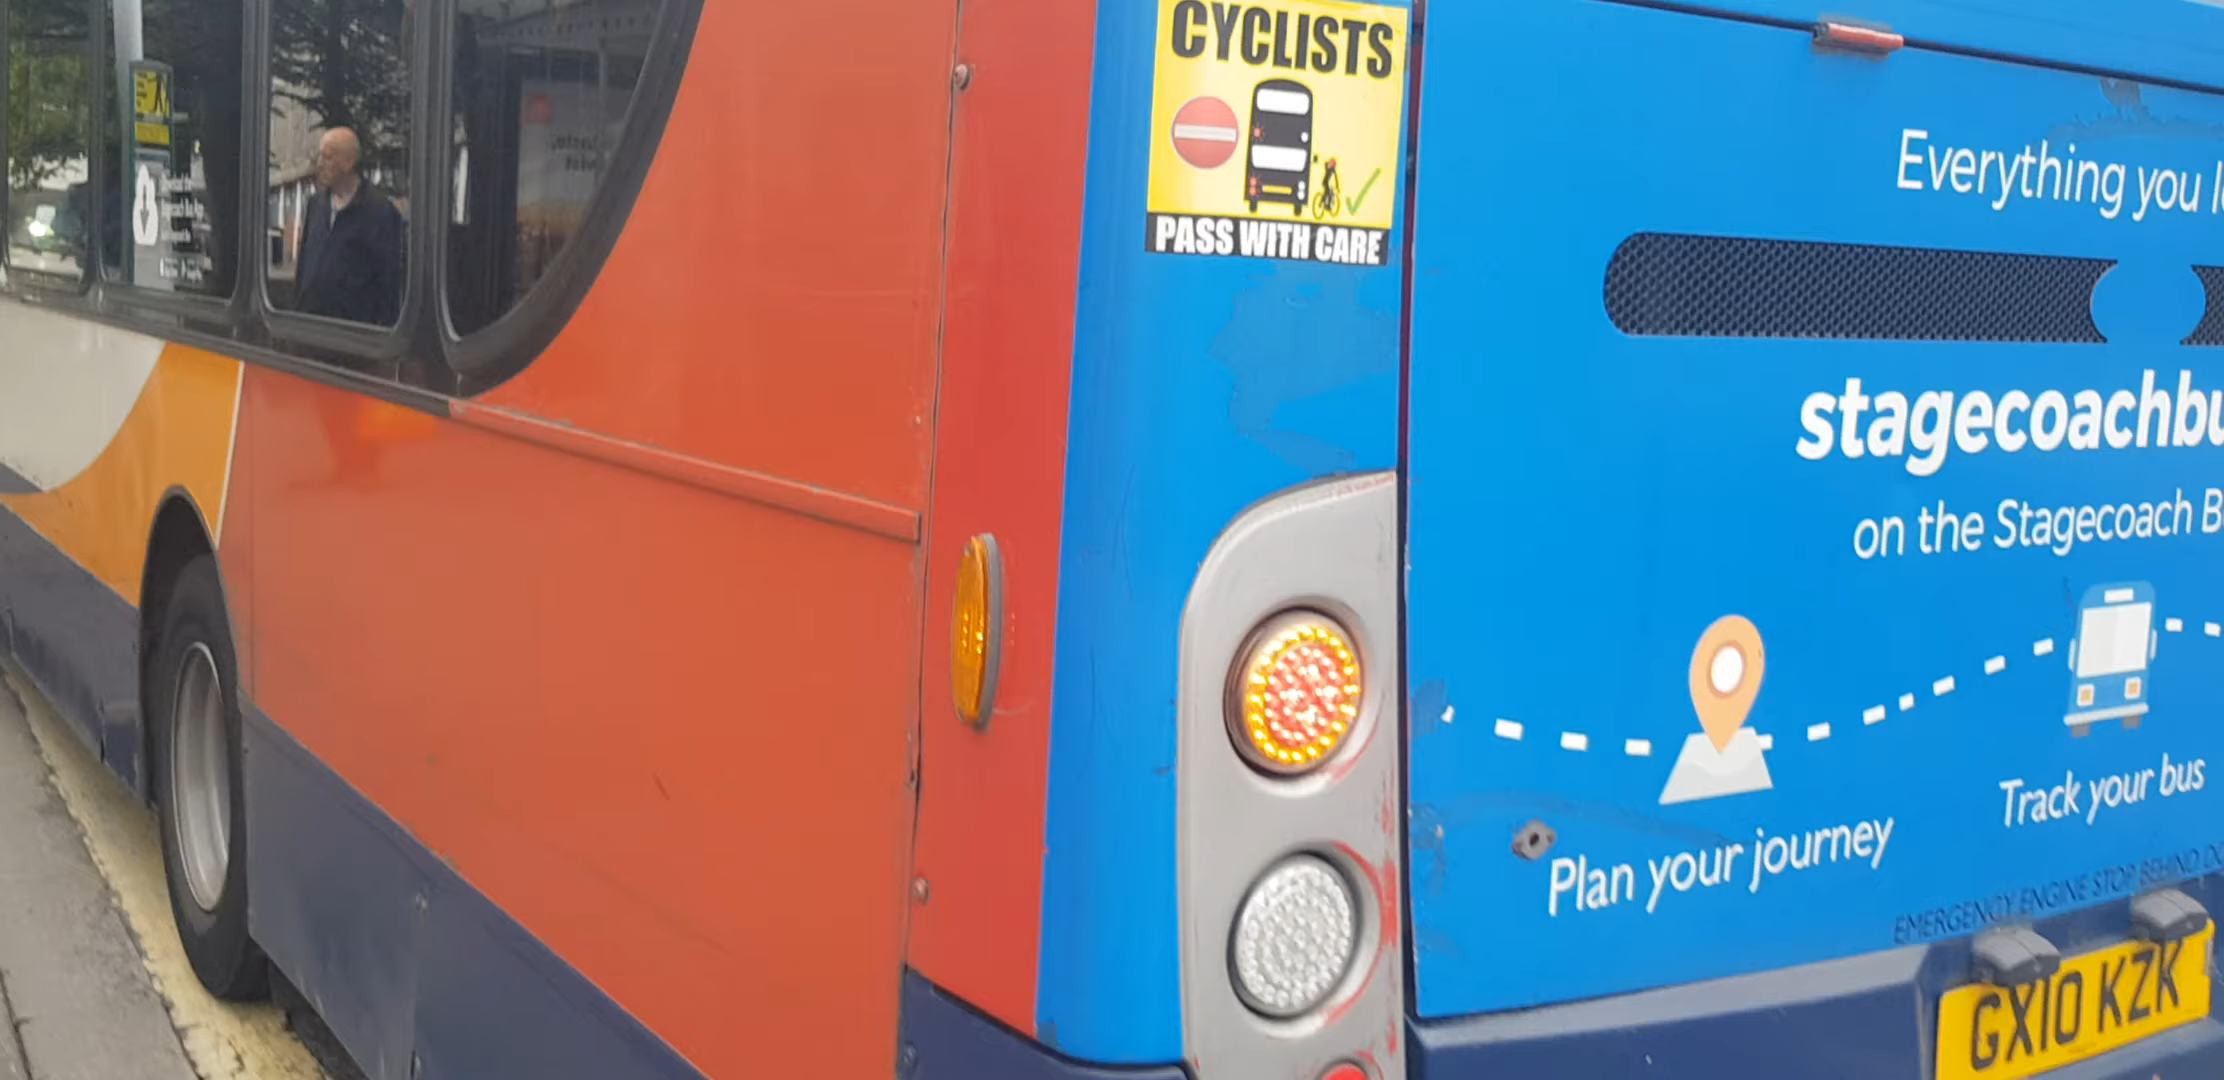 CYCLISTS
PASS WITH CARE
Everything you
stagecoachbu
on the Stagecoach B
Plan your journey
Track your bus
EMERGENCY ENGINE STOP BEHIND
GX10 KZK